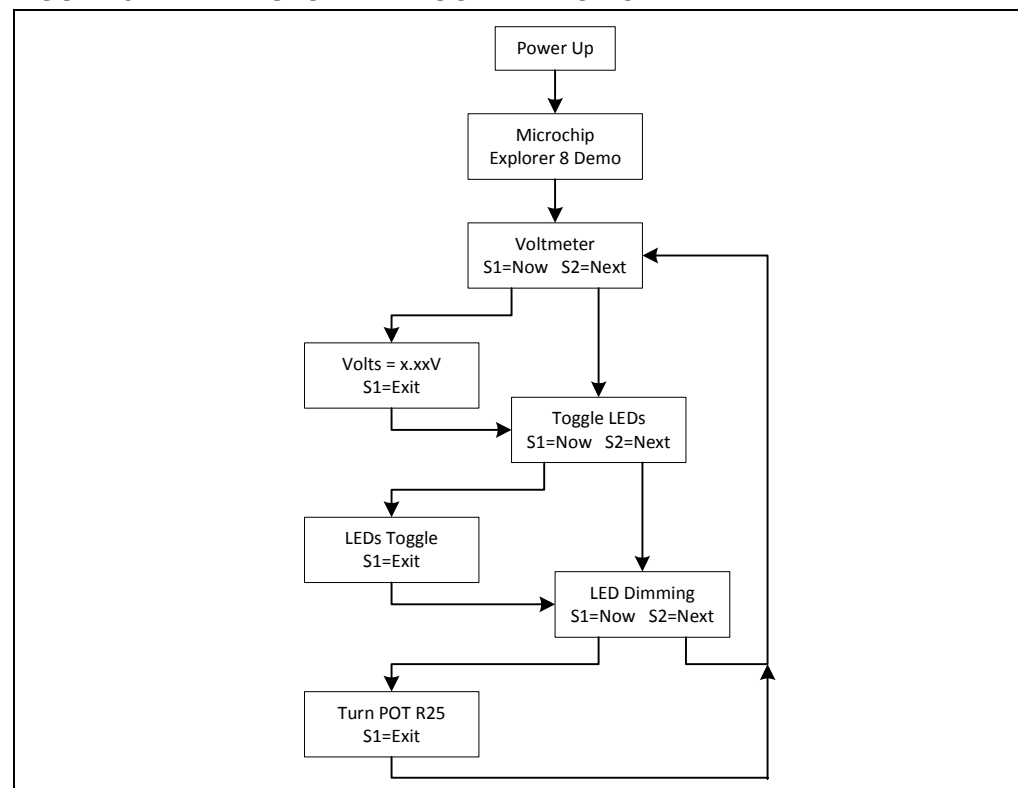 Power Up
Microchip
Explorer 8 Demo
Voltmeter
S1=Now S2=Next
Volts = x.xxV
S1=Exit
Toggle LEDs
S1=Now S2=Next
LEDs Toggle
S1=Exit
LED Dimming
S1=Now S2=Next
Turn POT R25
S1=Exit